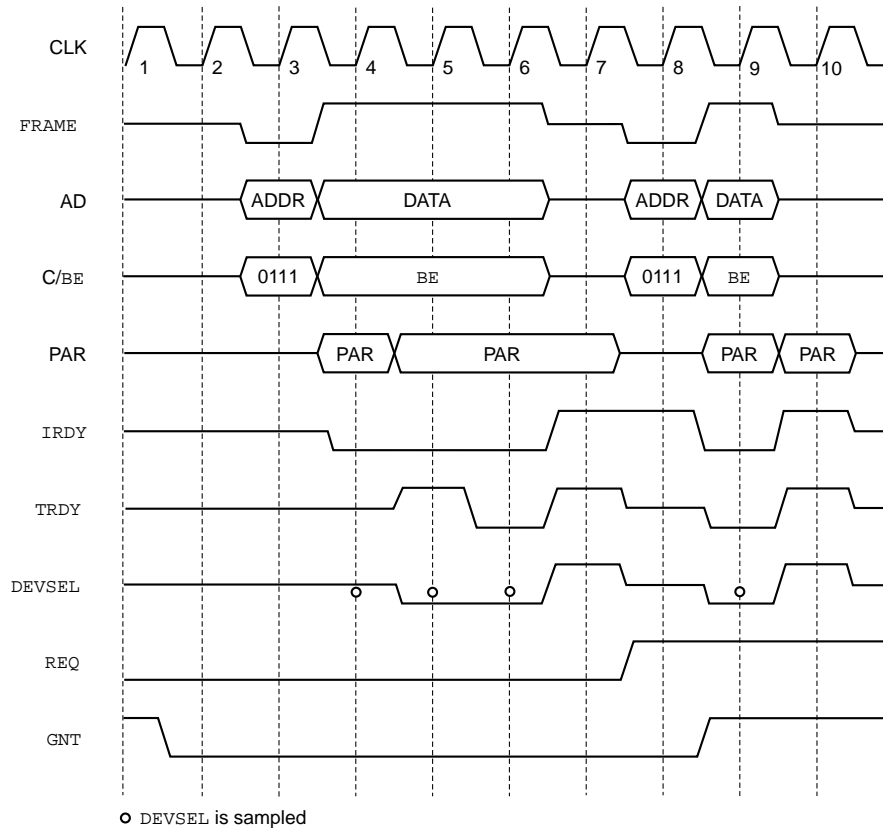 CLK
1 2 3 4 5 6 7 8 9 10
FRAME
AD ADDR DATA ADDR DATA
C/BE 0111 BE 0111 BE
PAR PAR PAR PAR PAR
IRDY
TRDY
DEVSEL
REQ
GNT
DEVSEL is sampled